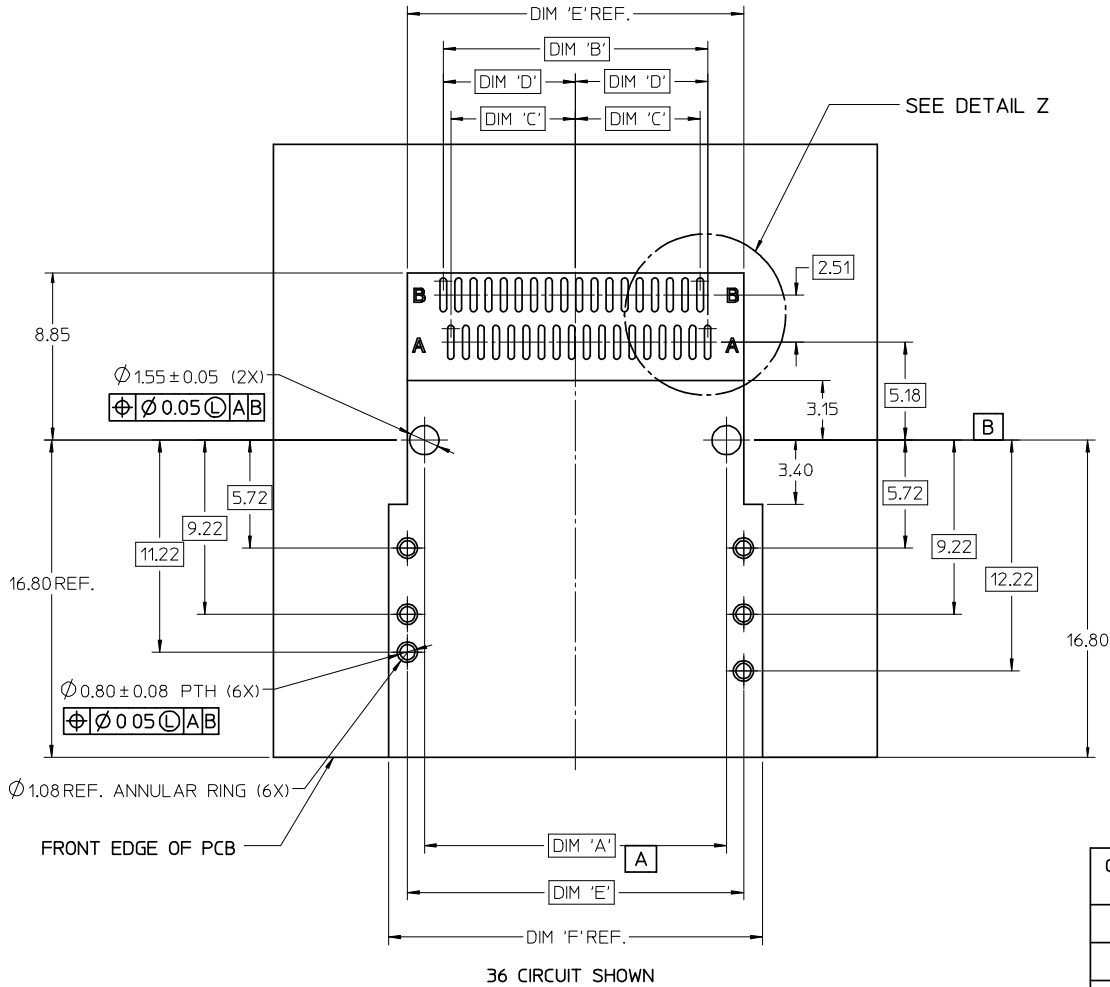 DIM 'E' REF.
DIM 'B'
DIM 'D' DIM 'D'
DIM 'C' DIM 'C'
SEE DETAIL Z
2.51
B B
A A
8.85
Ø 1.55 ± 0.05 (2X)
⌖ Ø 0.05 Ⓛ A B
3.15
5.18
B
3.40
5.72
9.22
11.22
5.72
9.22
12.22
16.80 REF.
16.80
Ø 0.80 ± 0.08 PTH (6X)
⌖ Ø 0 05 Ⓛ A B
Ø 1.08 REF. ANNULAR RING (6X)
FRONT EDGE OF PCB
DIM 'A'
A
DIM 'E'
DIM 'F' REF.
36 CIRCUIT SHOWN